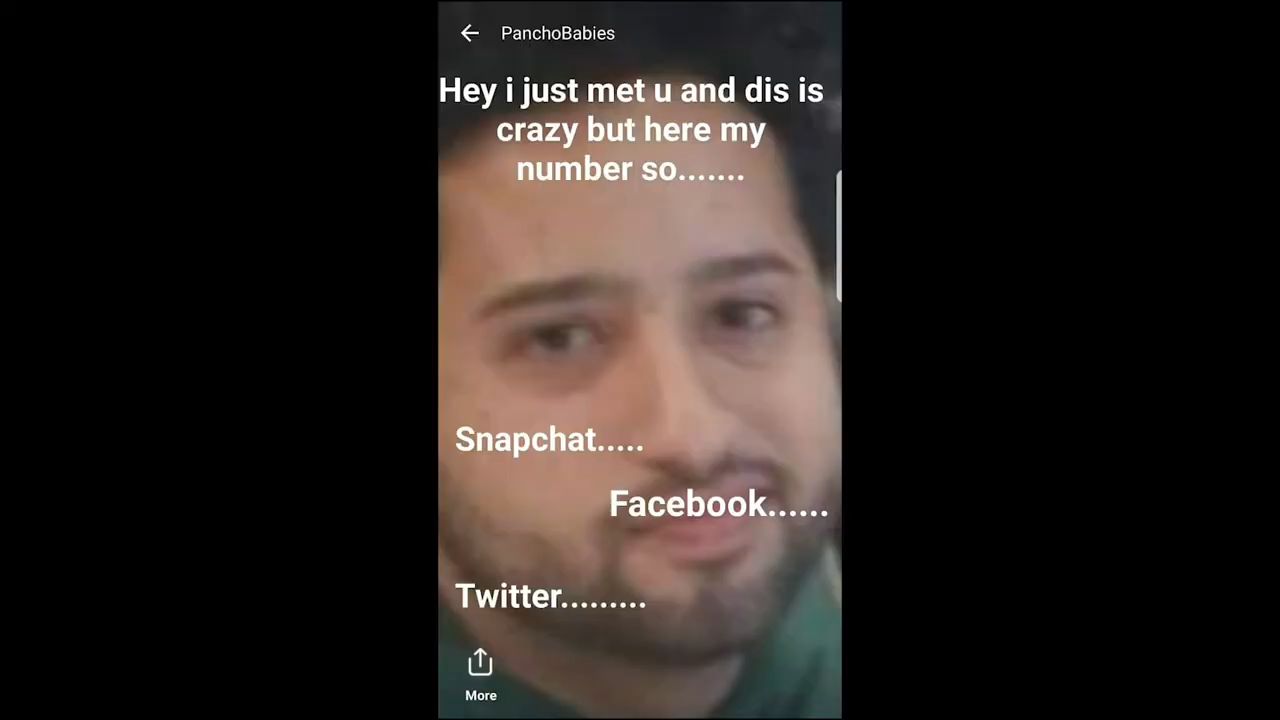 PanchoBabies
Hey i just met u and dis is
crazy but here my
number so.......
Snapchat.....
Facebook......
Twitter.........
More